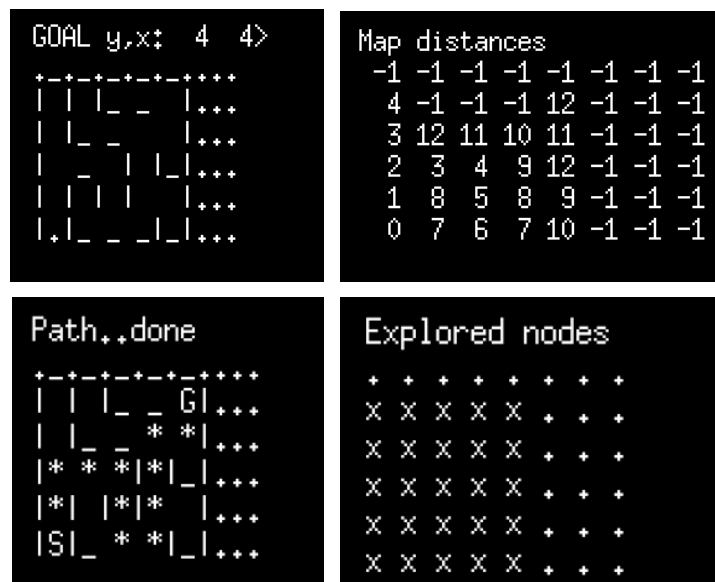 GOAL y,x:  4  4>
._._._._._....
| | |_ _  |...
| |_ _    |...
|  _  | |_|...
| | | |   |...
|.|_ _ _|_|...
Map distances
-1 -1 -1 -1 -1 -1 -1 -1
4 -1 -1 -1 12 -1 -1 -1
3 12 11 10 11 -1 -1 -1
2 3 4 9 12 -1 -1 -1
1 8 5 8 9 -1 -1 -1
0 7 6 7 10 -1 -1 -1
Path..done
._._._._._....
| | |_ _ G|...
| |_ _ * *|...
|* * *|*|_|...
|*| |*|*  |...
|S|_ * *|_|...
Explored nodes
. . . . . . . .
X X X X X . . .
X X X X X . . .
X X X X X . . .
X X X X X . . .
X X X X X . . .